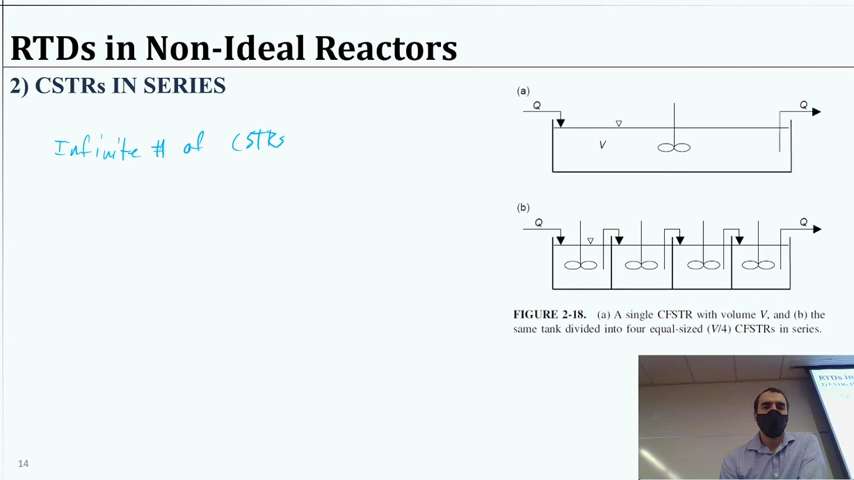 RTDs in Non-Ideal Reactors
2) CSTRs IN SERIES
Infinite # of CSTRs
(a)
Q
Q
V
(b)
Q
Q
FIGURE 2-18. (a) A single CFSTR with volume V, and (b) the
same tank divided into four equal-sized (V/4) CFSTRs in series.
14